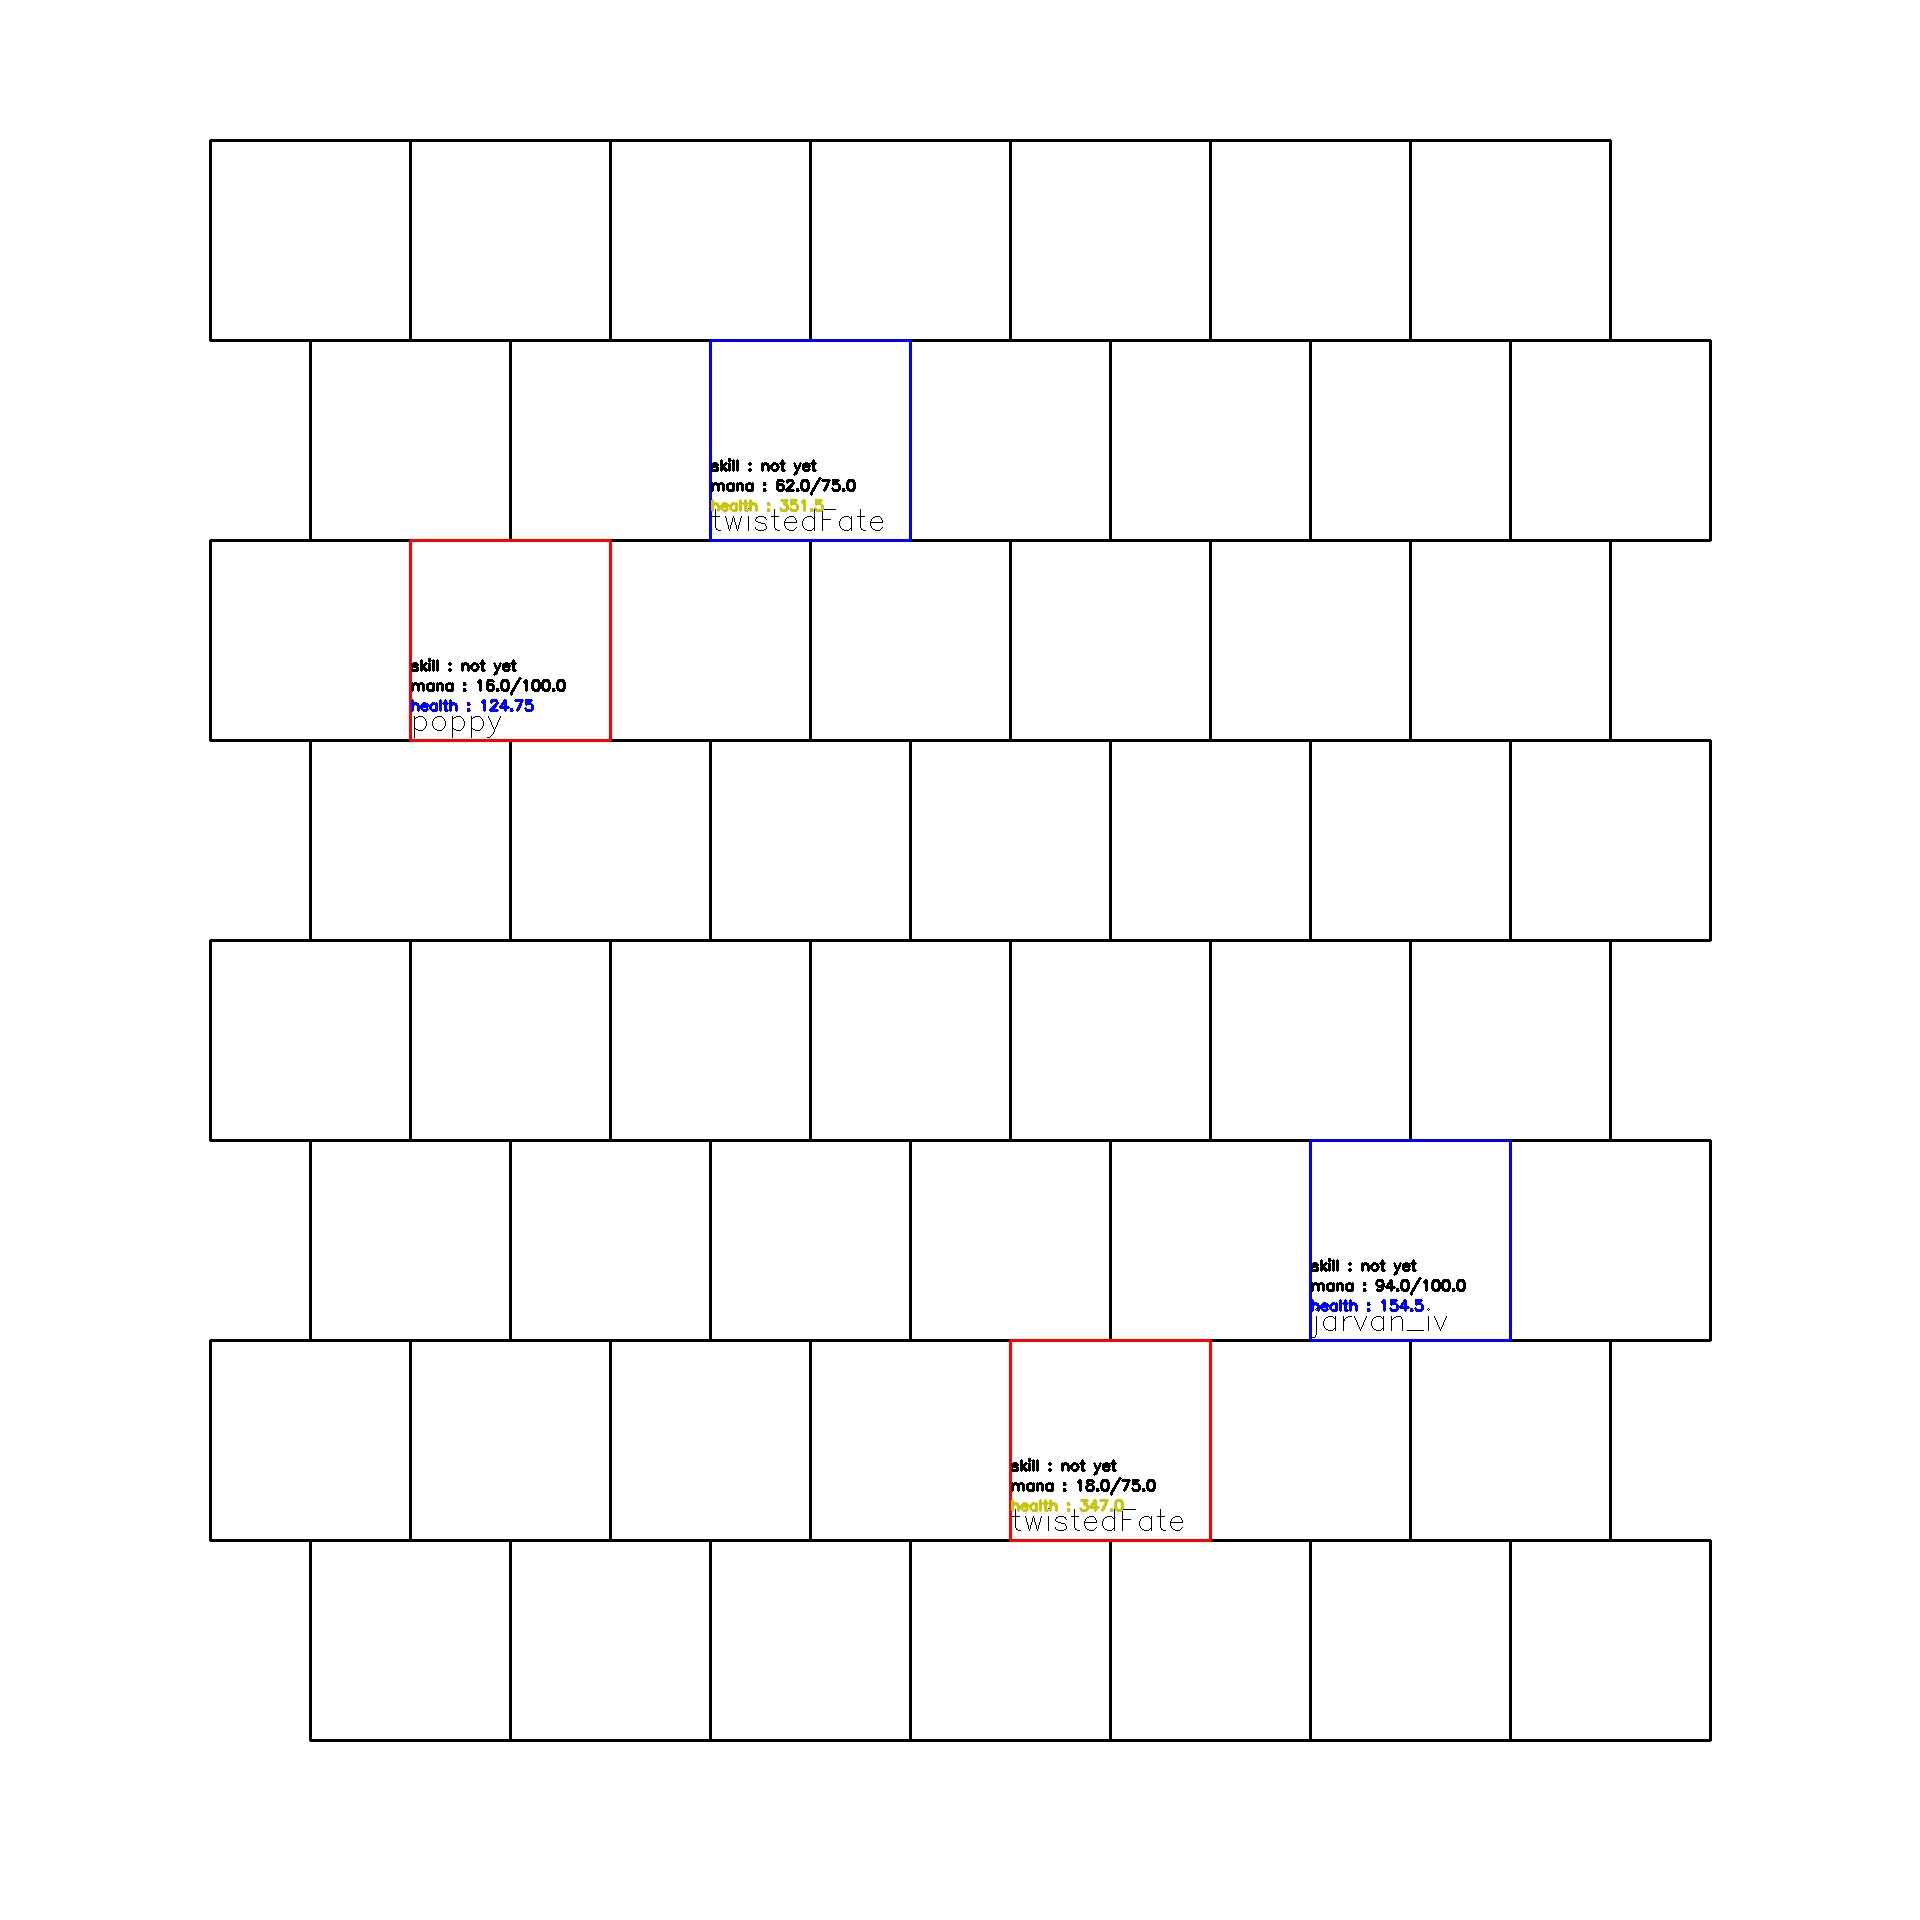 skill : not yet
mana : 62.0/75.0
health : 351.5
twistedFate
skill : not yet
mana : 16.0/100.0
health : 124.75
poppy
skill : not yet
mana : 94.0/100.0
health : 154.5
jarvan_iv
skill : not yet
mana : 18.0/75.0
health : 347.0
twistedFate